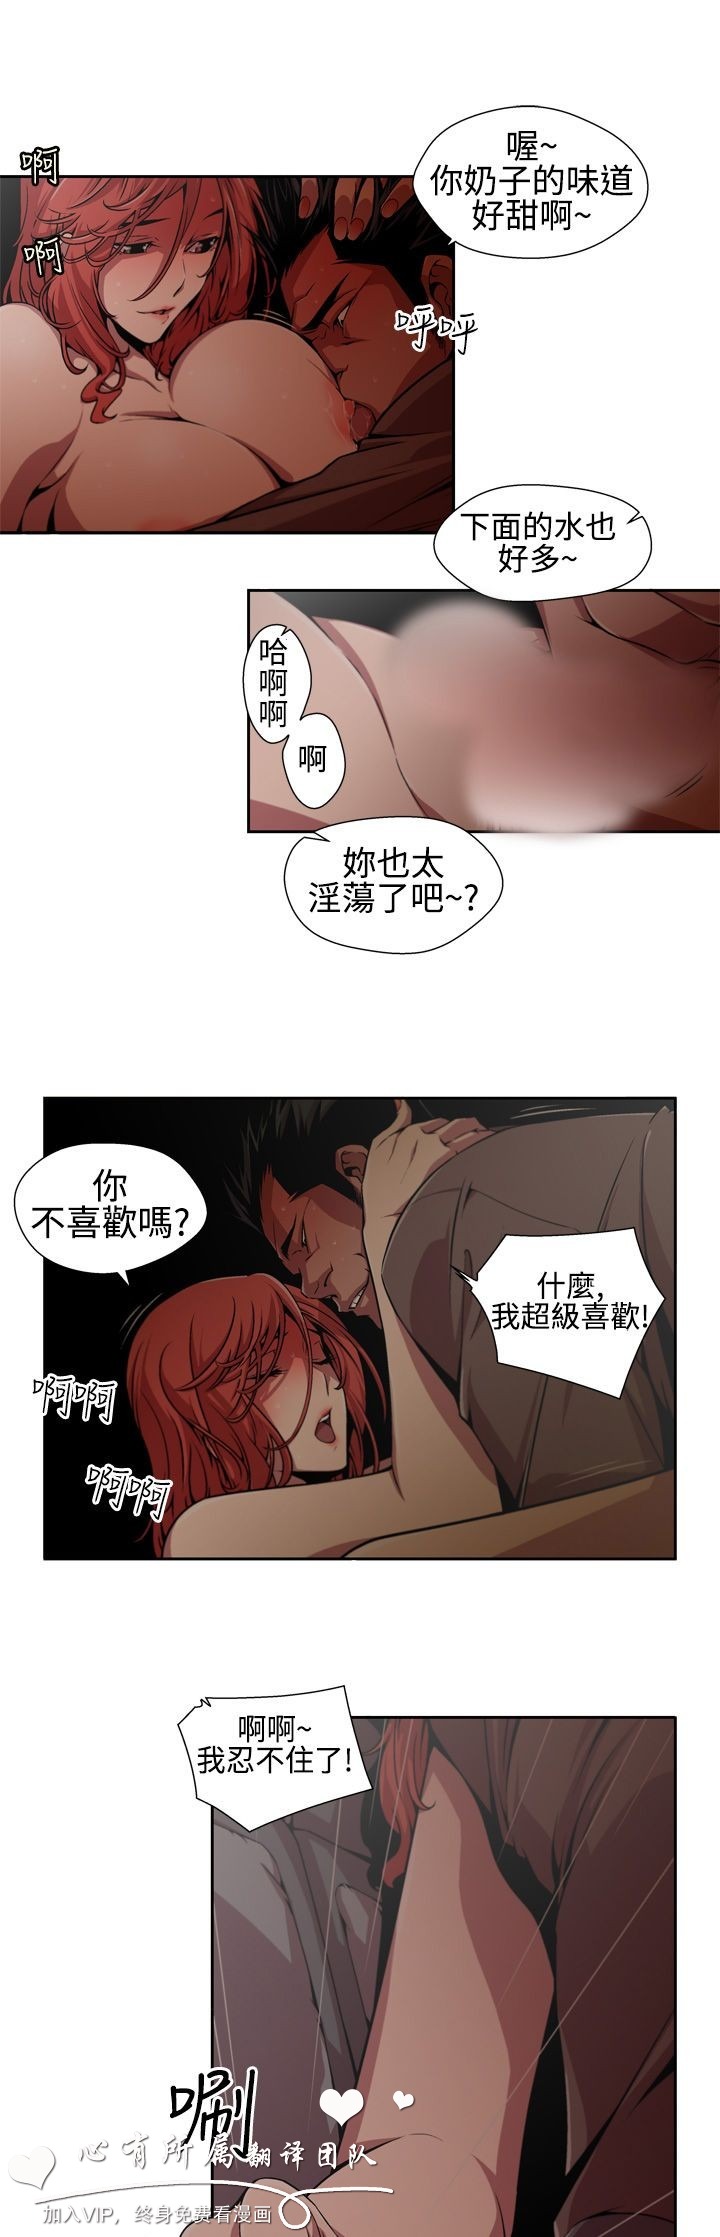 啊
啊
喔~
你奶子的味道
好甜啊~
呼呼
下面的水也
好多~
哈
啊
啊
啊
妳也太
淫蕩了吧~?
你
不喜歡嗎?
什麼,
我超級喜歡!
啊啊
啊啊
啊啊~
我忍不住了!
唰
心有所属翻译团队
加入VIP，终身免费看漫画